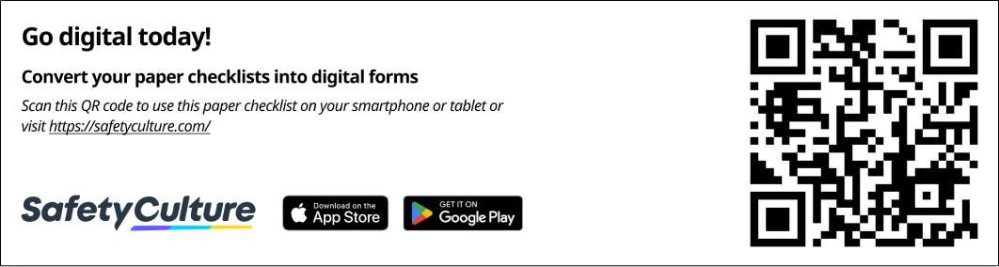 Go digital today!
Convert your paper checklists into digital forms
Scan this QR code to use this paper checklist on your smartphone or tablet or
visit https://safetyculture.com/
SafetyCulture
Download on the
App Store
GET IT ON
Google Play